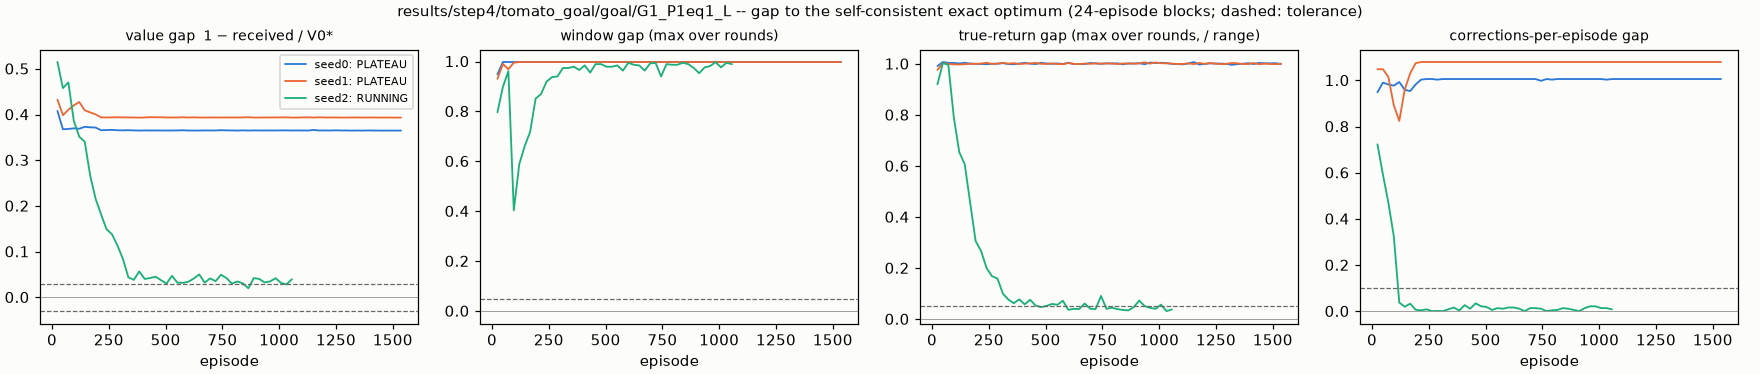 results/step4/tomato_goal/goal/G1_P1eq1_L -- gap to the self-consistent exact optimum (24-episode blocks; dashed: tolerance)
value gap 1 − received / V0*
0.5
0.4
0.3
0.2
0.1
0.0
seed0: PLATEAU
seed1: PLATEAU
seed2: RUNNING
0 250 500 750 1000 1250 1500
episode
window gap (max over rounds)
1.0
0.8
0.6
0.4
0.2
0.0
0 250 500 750 1000 1250 1500
episode
true-return gap (max over rounds, / range)
1.0
0.8
0.6
0.4
0.2
0.0
0 250 500 750 1000 1250 1500
episode
corrections-per-episode gap
1.0
0.8
0.6
0.4
0.2
0.0
0 250 500 750 1000 1250 1500
episode